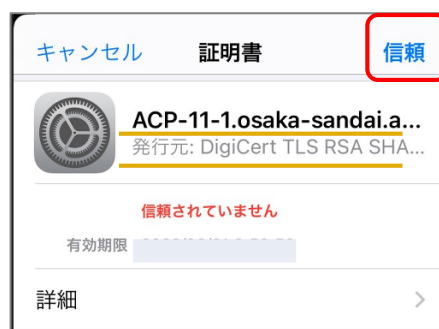 キャンセル 証明書 信頼
ACP-11-1.osaka-sandai.a...
発行元: DigiCert TLS RSA SHA...
信頼されていません
有効期限
詳細